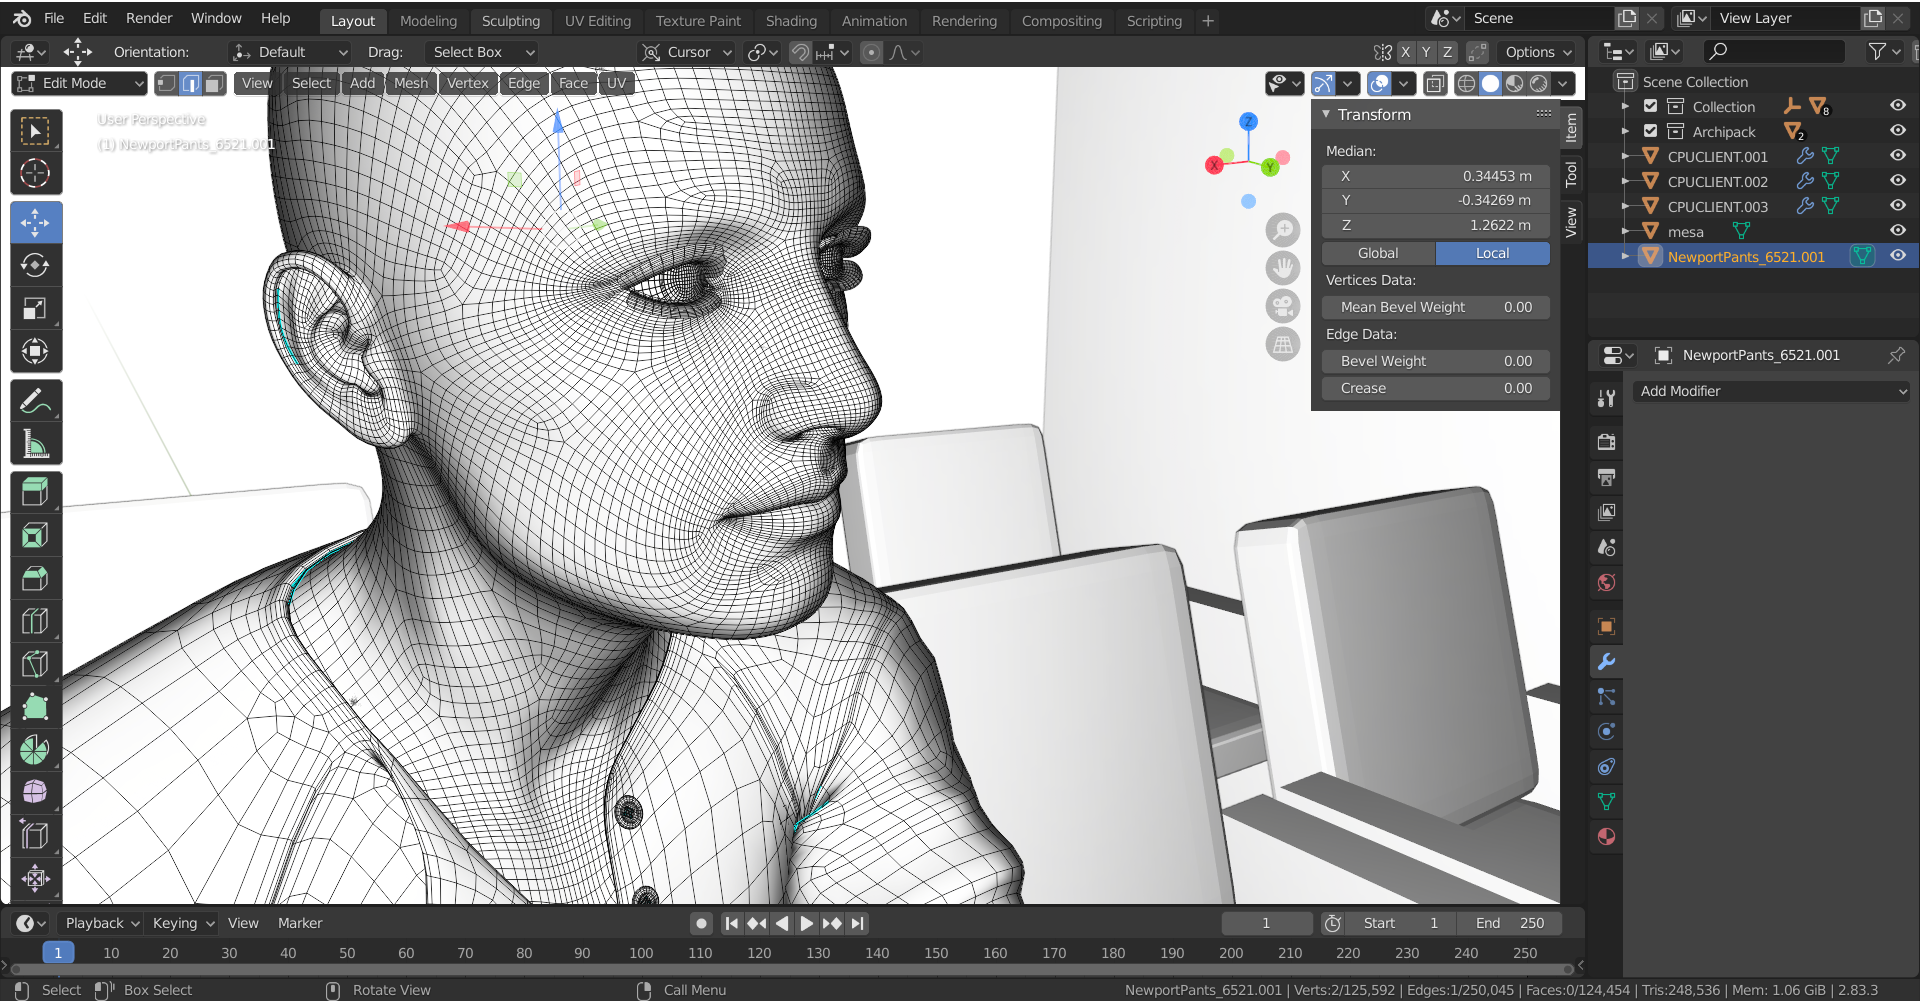 File Edit Render Window Help Layout Modeling Sculpting UV Editing Texture Paint Shading Animation Rendering Compositing Scripting + Scene View Layer
Orientation: Default Drag: Select Box Cursor X Y Z Options
Edit Mode View Select Add Mesh Vertex Edge Face UV
User Perspective
(1) NewportPants_6521.001
Z
X
Y
Transform
Median:
X 0.34453 m
Y -0.34269 m
Z 1.2622 m
Global Local
Vertices Data:
Mean Bevel Weight 0.00
Edge Data:
Bevel Weight 0.00
Crease 0.00
Item
Tool
View
Scene Collection
Collection 8
Archipack 2
CPUCLIENT.001
CPUCLIENT.002
CPUCLIENT.003
mesa
NewportPants_6521.001
NewportPants_6521.001
Add Modifier
Playback Keying View Marker 1 Start 1 End 250
1 10 20 30 40 50 60 70 80 90 100 110 120 130 140 150 160 170 180 190 200 210 220 230 240 250
Select Box Select Rotate View Call Menu NewportPants_6521.001 | Verts:2/125,592 | Edges:1/250,045 | Faces:0/124,454 | Tris:248,536 | Mem: 1.06 GiB | 2.83.3